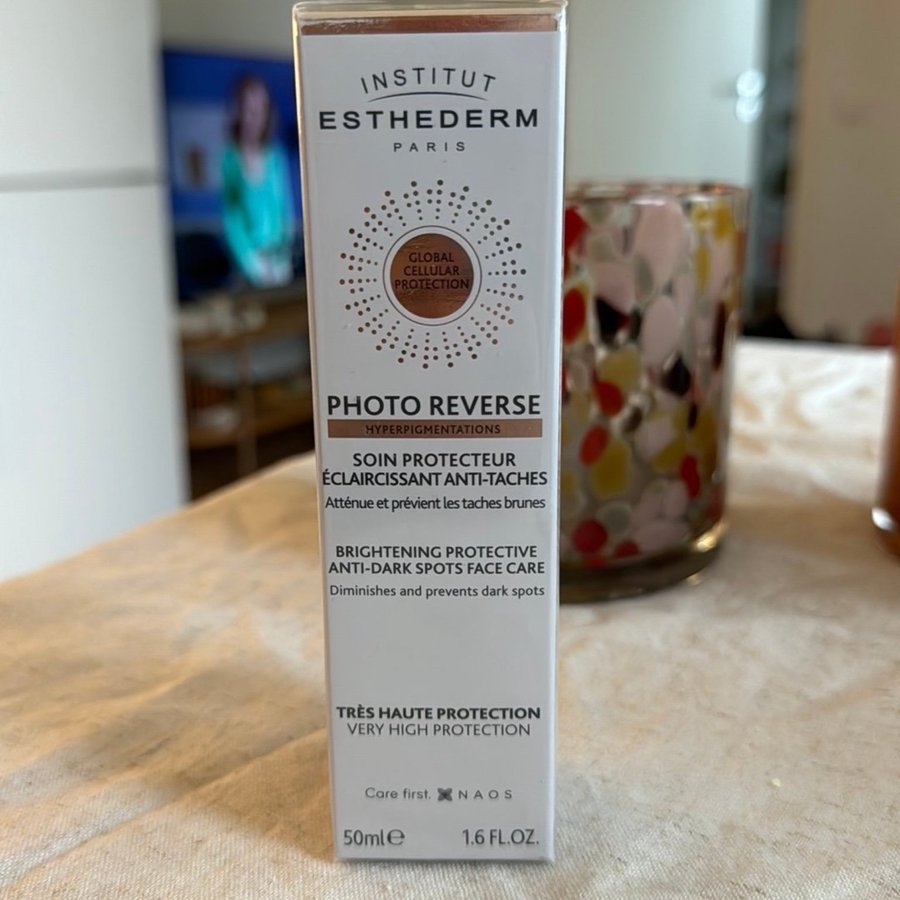 INSTITUT
ESTHEDERM
PARIS
GLOBAL
CELLULAR
PROTECTION
PHOTO REVERSE
HYPERPIGMENTATIONS
SOIN PROTECTEUR
ÉCLAIRCISSANT ANTI-TACHES
Atténue et prévient les taches brunes
BRIGHTENING PROTECTIVE
ANTI-DARK SPOTS FACE CARE
Diminishes and prevents dark spots
TRÈS HAUTE PROTECTION
VERY HIGH PROTECTION
Care first. NAOS
50ml℮ 1.6 FL.OZ.